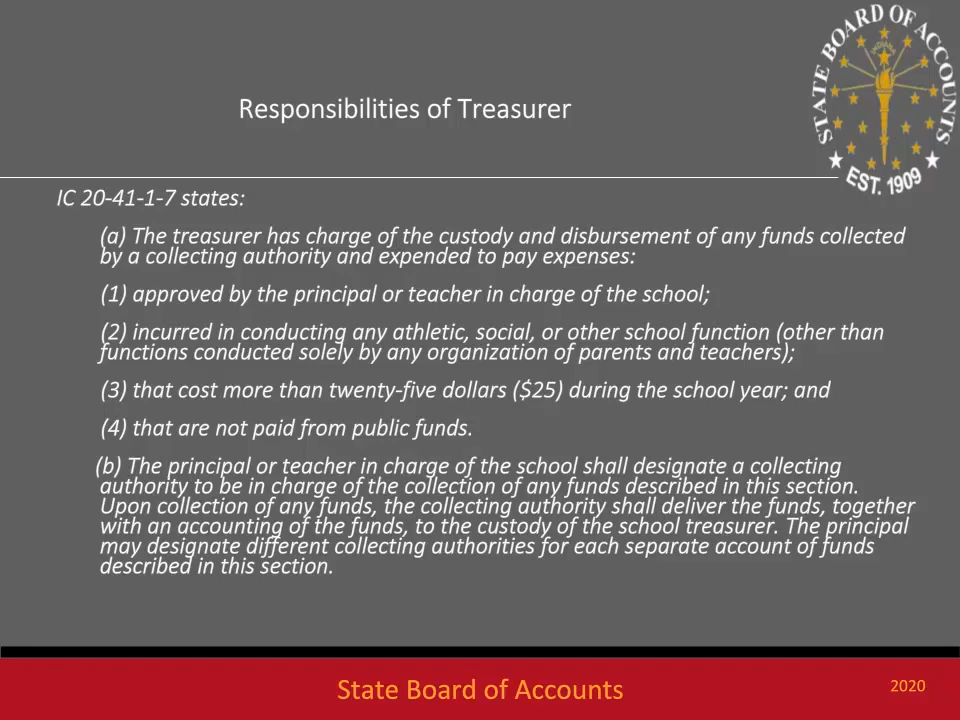 STATE BOARD OF ACCOUNTS
INDIANA
EST. 1909
Responsibilities of Treasurer
IC 20-41-1-7 states:
(a) The treasurer has charge of the custody and disbursement of any funds collected
by a collecting authority and expended to pay expenses:
(1) approved by the principal or teacher in charge of the school;
(2) incurred in conducting any athletic, social, or other school function (other than
functions conducted solely by any organization of parents and teachers);
(3) that cost more than twenty-five dollars ($25) during the school year; and
(4) that are not paid from public funds.
(b) The principal or teacher in charge of the school shall designate a collecting
authority to be in charge of the collection of any funds described in this section.
Upon collection of any funds, the collecting authority shall deliver the funds, together
with an accounting of the funds, to the custody of the school treasurer. The principal
may designate different collecting authorities for each separate account of funds
described in this section.
State Board of Accounts
2020